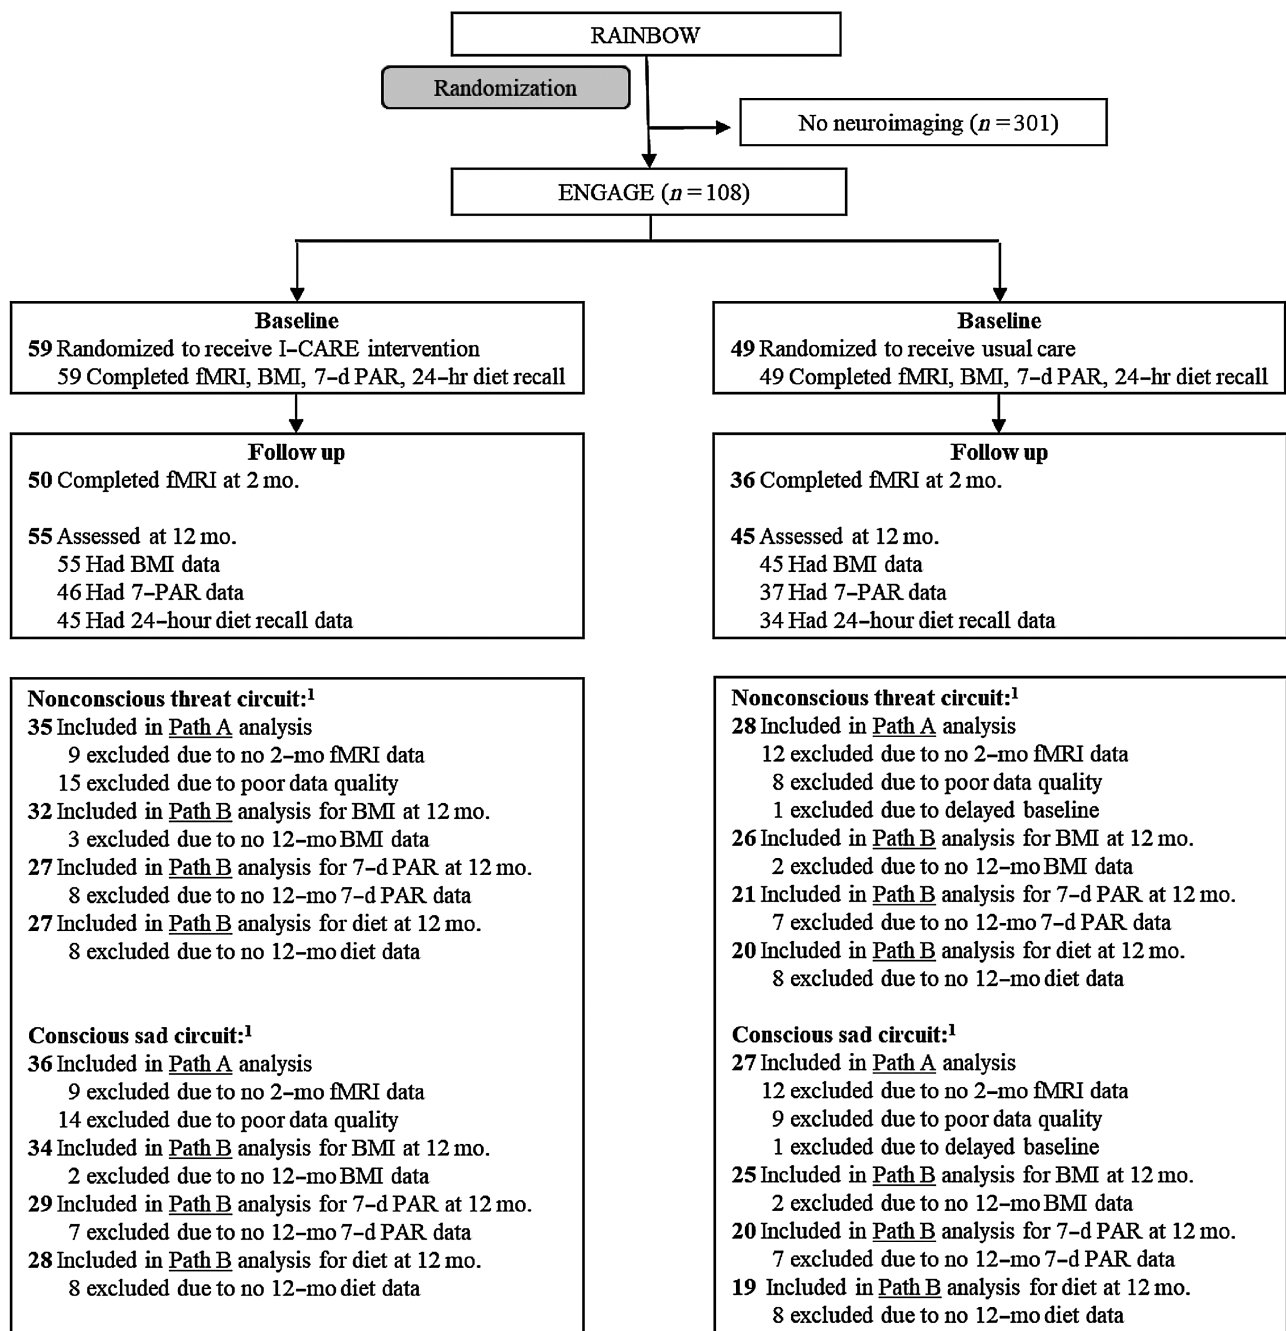 RAINBOW
Randomization
No neuroimaging (n = 301)
ENGAGE (n = 108)
Baseline
59 Randomized to receive I–CARE intervention
59 Completed fMRI, BMI, 7–d PAR, 24–hr diet recall
Follow up
50 Completed fMRI at 2 mo.
55 Assessed at 12 mo.
55 Had BMI data
46 Had 7–PAR data
45 Had 24–hour diet recall data
Nonconscious threat circuit:1
35 Included in Path A analysis
9 excluded due to no 2–mo fMRI data
15 excluded due to poor data quality
32 Included in Path B analysis for BMI at 12 mo.
3 excluded due to no 12–mo BMI data
27 Included in Path B analysis for 7–d PAR at 12 mo.
8 excluded due to no 12–mo 7–d PAR data
27 Included in Path B analysis for diet at 12 mo.
8 excluded due to no 12–mo diet data
Conscious sad circuit:1
36 Included in Path A analysis
9 excluded due to no 2–mo fMRI data
14 excluded due to poor data quality
34 Included in Path B analysis for BMI at 12 mo.
2 excluded due to no 12–mo BMI data
29 Included in Path B analysis for 7–d PAR at 12 mo.
7 excluded due to no 12–mo 7–d PAR data
28 Included in Path B analysis for diet at 12 mo.
8 excluded due to no 12–mo diet data
Baseline
49 Randomized to receive usual care
49 Completed fMRI, BMI, 7–d PAR, 24–hr diet recall
Follow up
36 Completed fMRI at 2 mo.
45 Assessed at 12 mo.
45 Had BMI data
37 Had 7–PAR data
34 Had 24–hour diet recall data
Nonconscious threat circuit:1
28 Included in Path A analysis
12 excluded due to no 2–mo fMRI data
8 excluded due to poor data quality
1 excluded due to delayed baseline
26 Included in Path B analysis for BMI at 12 mo.
2 excluded due to no 12–mo BMI data
21 Included in Path B analysis for 7–d PAR at 12 mo.
7 excluded due to no 12-mo 7–d PAR data
20 Included in Path B analysis for diet at 12 mo.
8 excluded due to no 12–mo diet data
Conscious sad circuit:1
27 Included in Path A analysis
12 excluded due to no 2–mo fMRI data
9 excluded due to poor data quality
1 excluded due to delayed baseline
25 Included in Path B analysis for BMI at 12 mo.
2 excluded due to no 12–mo BMI data
20 Included in Path B analysis for 7–d PAR at 12 mo.
7 excluded due to no 12–mo 7–d PAR data
19 Included in Path B analysis for diet at 12 mo.
8 excluded due to no 12–mo diet data